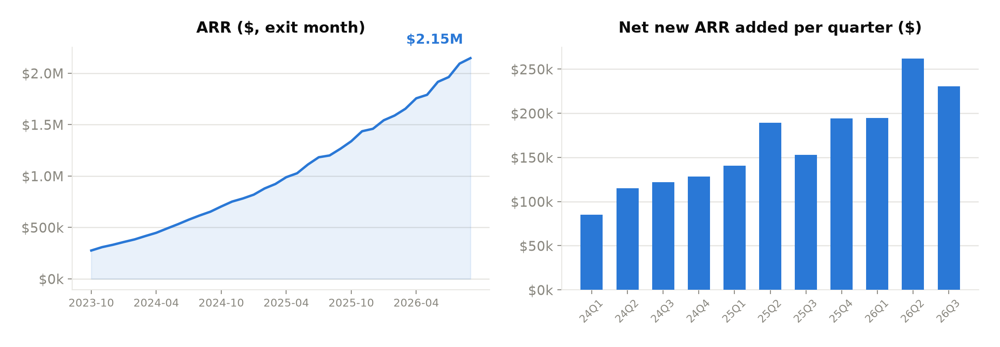 ARR ($, exit month)
$2.15M
$2.0M
$1.5M
$1.0M
$500k
$0k
2023-10 2024-04 2024-10 2025-04 2025-10 2026-04
Net new ARR added per quarter ($)
$250k
$200k
$150k
$100k
$50k
$0k
24Q1 24Q2 24Q3 24Q4 25Q1 25Q2 25Q3 25Q4 26Q1 26Q2 26Q3